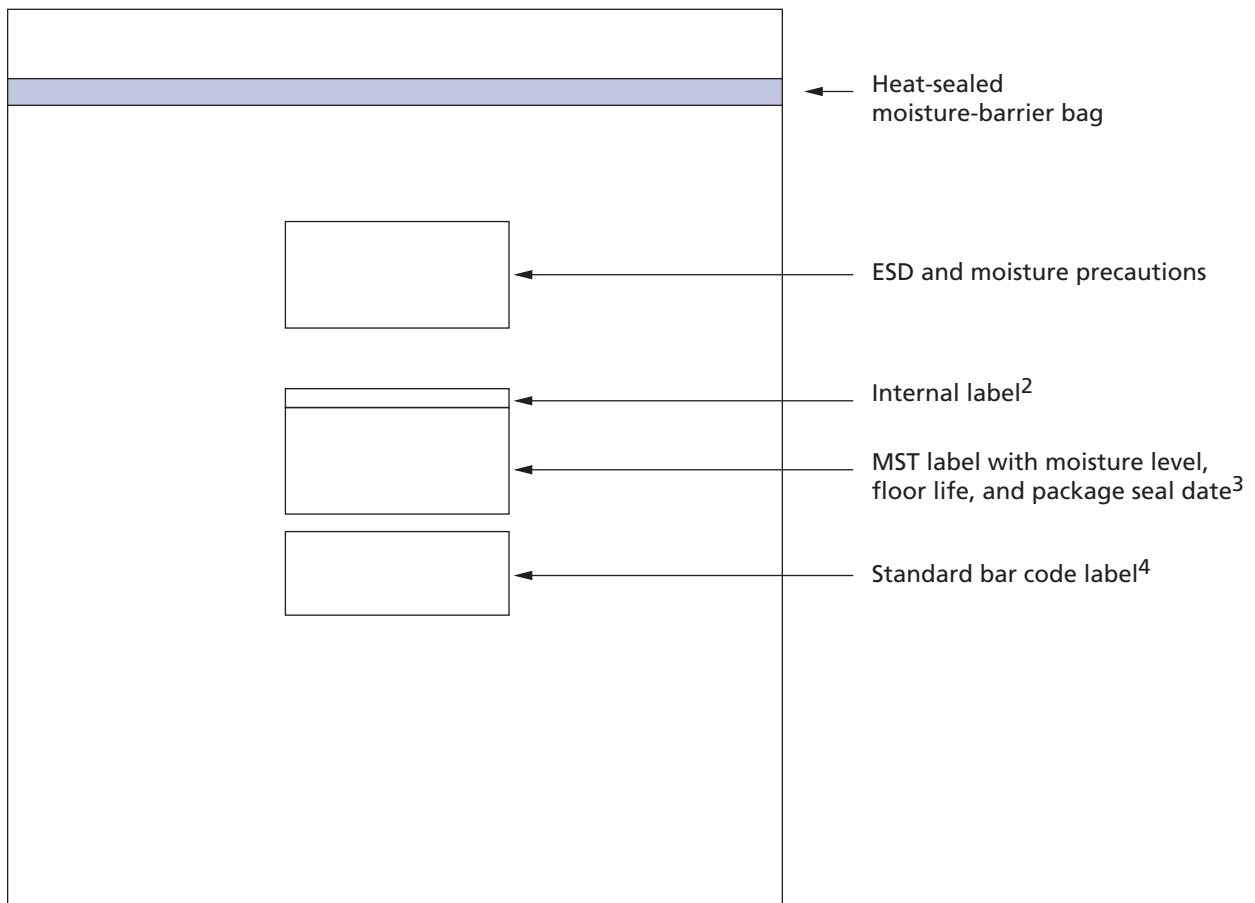 Heat-sealed
moisture-barrier bag
ESD and moisture precautions
Internal label2
MST label with moisture level,
floor life, and package seal date3
Standard bar code label4